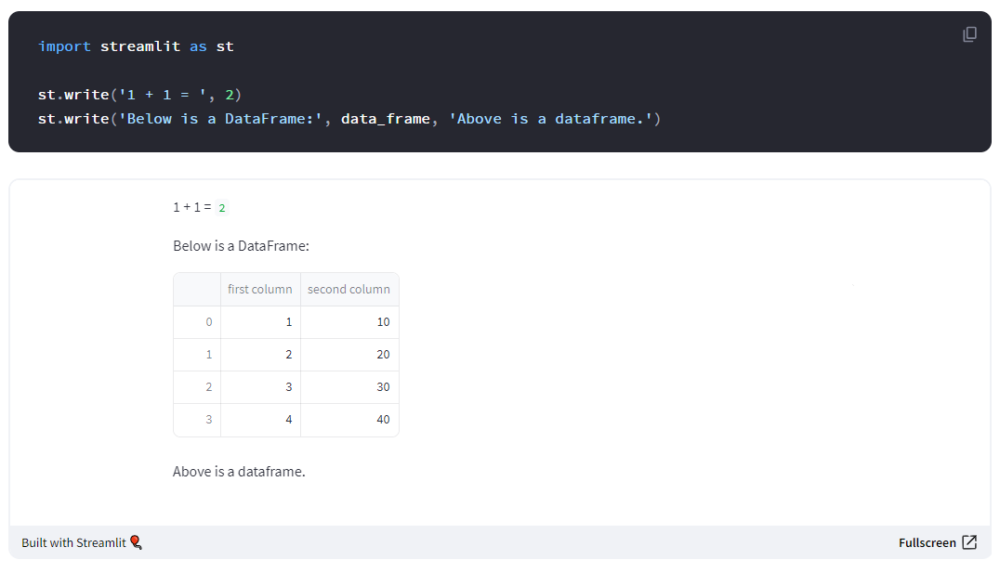 import streamlit as st
st.write('1 + 1 = ', 2)
st.write('Below is a DataFrame:', data_frame, 'Above is a dataframe.')
1 + 1 = 2
Below is a DataFrame:
first column second column
0 1 10
1 2 20
2 3 30
3 4 40
Above is a dataframe.
Built with Streamlit Fullscreen